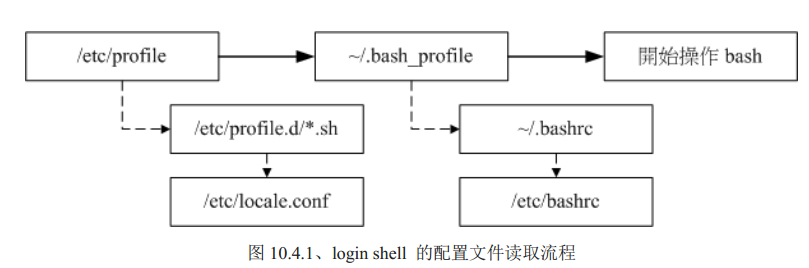 /etc/profile
~/.bash_profile
開始操作 bash
/etc/profile.d/*.sh
~/.bashrc
/etc/locale.conf
/etc/bashrc
图 10.4.1、login shell 的配置文件读取流程